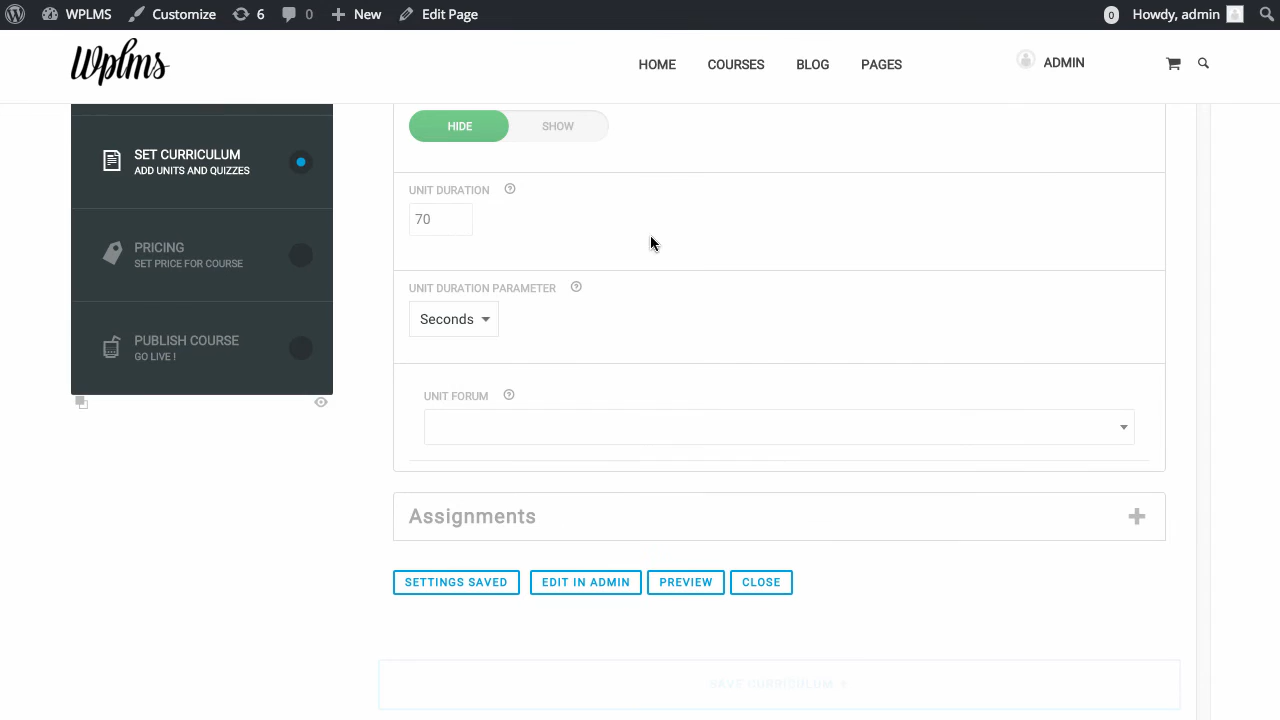 WPLMS Customize 6 0 New Edit Page 0 Howdy, admin
Wplms HOME COURSES BLOG PAGES ADMIN
HIDE SHOW
SET CURRICULUM
ADD UNITS AND QUIZZES
PRICING
SET PRICE FOR COURSE
PUBLISH COURSE
GO LIVE !
UNIT DURATION
70
UNIT DURATION PARAMETER
Seconds
UNIT FORUM
Assignments
SETTINGS SAVED EDIT IN ADMIN PREVIEW CLOSE
SAVE CURRICULUM